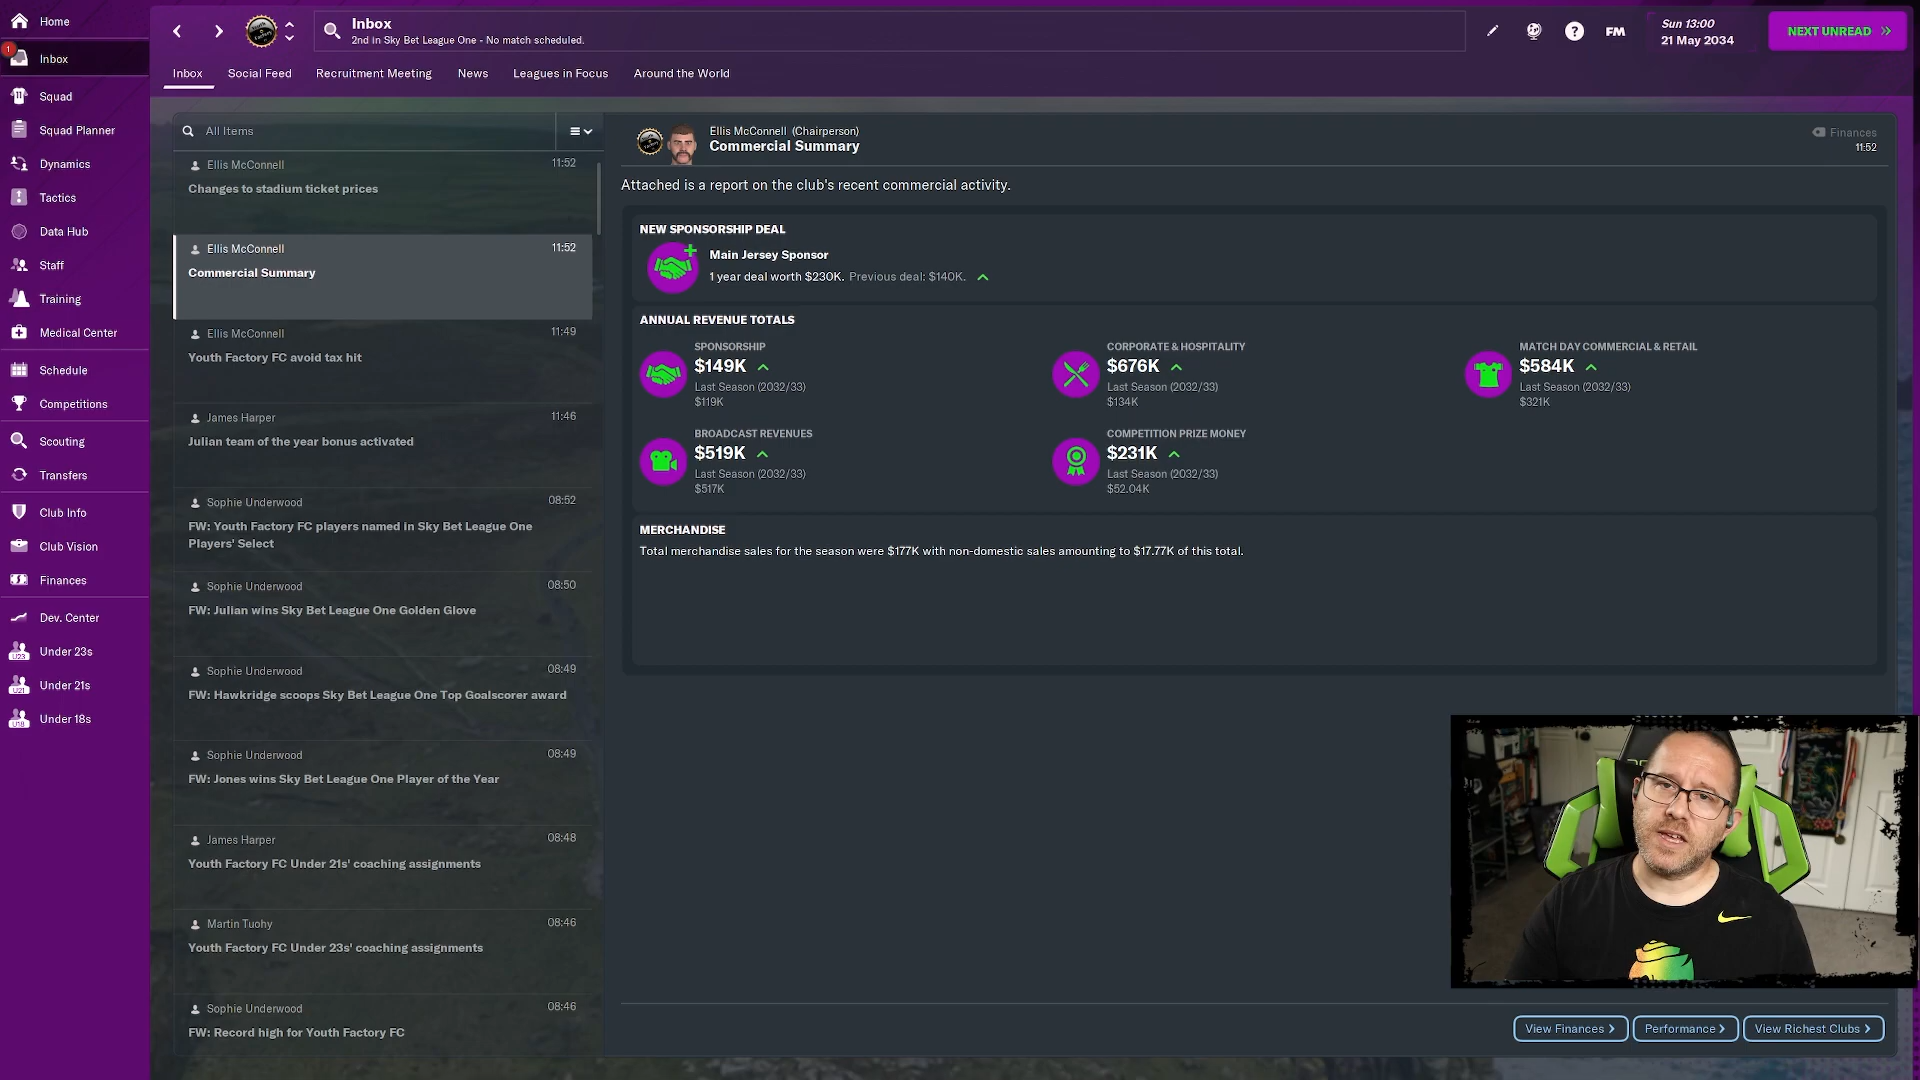 Home
1
Inbox
Squad
Squad Planner
Dynamics
Tactics
Data Hub
Staff
Training
Medical Center
Schedule
Competitions
Scouting
Transfers
Club Info
Club Vision
Finances
Dev. Center
U23
Under 23s
U21
Under 21s
U18
Under 18s
Inbox
2nd in Sky Bet League One - No match scheduled.
?
FM
Sun 13:00
21 May 2034
NEXT UNREAD
Inbox
Social Feed
Recruitment Meeting
News
Leagues in Focus
Around the World
All Items
Ellis McConnell
11:52
Changes to stadium ticket prices
Ellis McConnell
11:52
Commercial Summary
Ellis McConnell
11:49
Youth Factory FC avoid tax hit
James Harper
11:46
Julian team of the year bonus activated
Sophie Underwood
08:52
FW: Youth Factory FC players named in Sky Bet League One
Players' Select
Sophie Underwood
08:50
FW: Julian wins Sky Bet League One Golden Glove
Sophie Underwood
08:49
FW: Hawkridge scoops Sky Bet League One Top Goalscorer award
Sophie Underwood
08:49
FW: Jones wins Sky Bet League One Player of the Year
James Harper
08:48
Youth Factory FC Under 21s' coaching assignments
Martin Tuohy
08:46
Youth Factory FC Under 23s' coaching assignments
Sophie Underwood
08:46
FW: Record high for Youth Factory FC
Ellis McConnell (Chairperson)
Commercial Summary
Finances
11:52
Attached is a report on the club's recent commercial activity.
NEW SPONSORSHIP DEAL
Main Jersey Sponsor
1 year deal worth $230K. Previous deal: $140K.
ANNUAL REVENUE TOTALS
SPONSORSHIP
$149K
Last Season (2032/33)
$119K
CORPORATE & HOSPITALITY
$676K
Last Season (2032/33)
$134K
MATCH DAY COMMERCIAL & RETAIL
$584K
Last Season (2032/33)
$321K
BROADCAST REVENUES
$519K
Last Season (2032/33)
$517K
COMPETITION PRIZE MONEY
$231K
Last Season (2032/33)
$52.04K
MERCHANDISE
Total merchandise sales for the season were $177K with non-domestic sales amounting to $17.77K of this total.
View Finances
Performance
View Richest Clubs